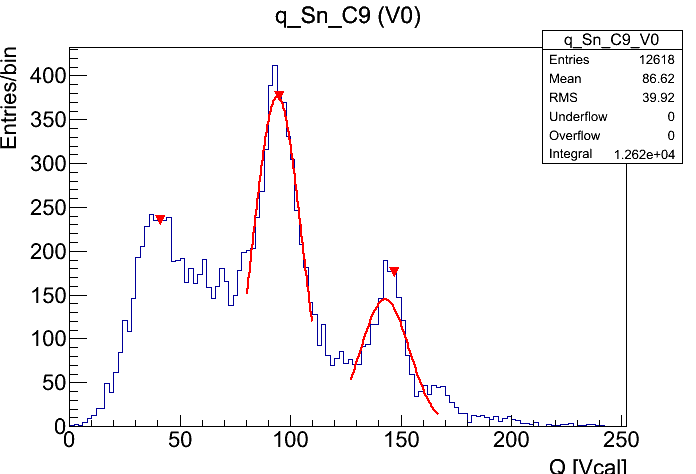 q_Sn_C9 (V0)
q_Sn_C9_V0
Entries 12618
Mean 86.62
RMS 39.92
Underflow 0
Overflow 0
Integral 1.262e+04
Entries/bin
400
350
300
250
200
150
100
50
0
0 50 100 150 200 250
Q [Vcal]